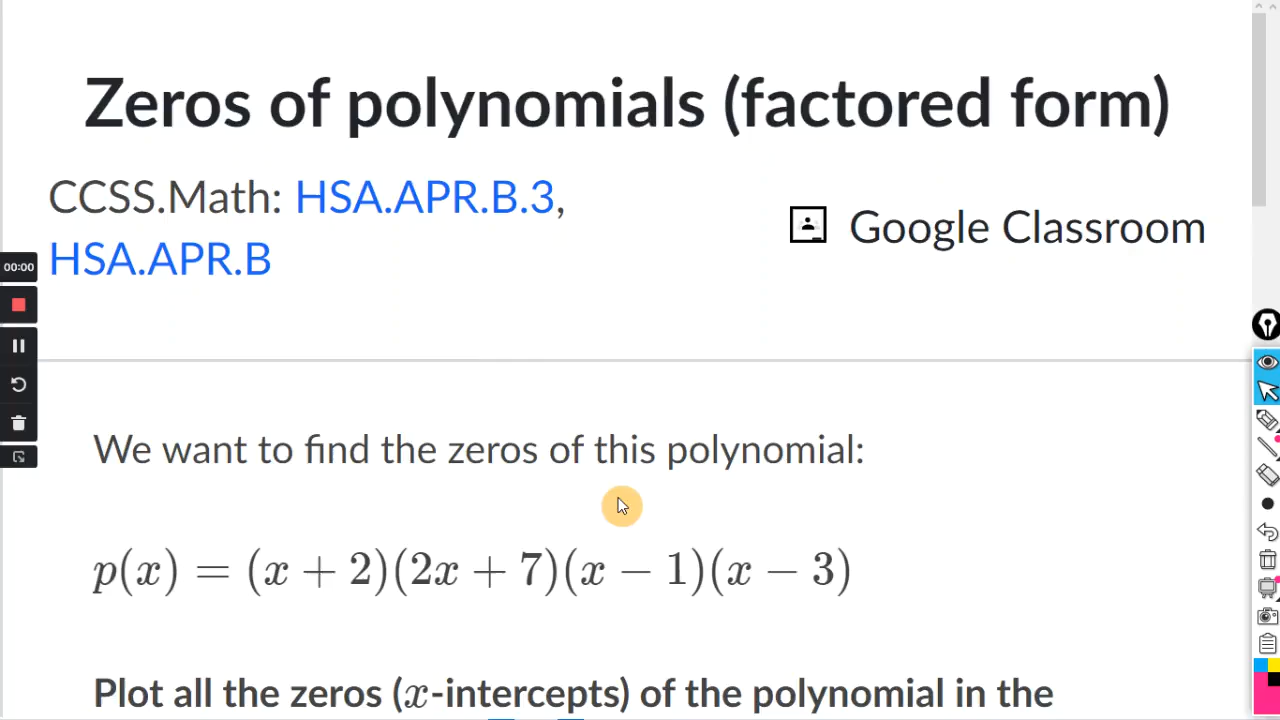 Zeros of polynomials (factored form)
CCSS.Math: HSA.APR.B.3,
HSA.APR.B
Google Classroom
00:00
We want to find the zeros of this polynomial:
p(x) = (x + 2)(2x + 7)(x − 1)(x − 3)
Plot all the zeros (x-intercepts) of the polynomial in the